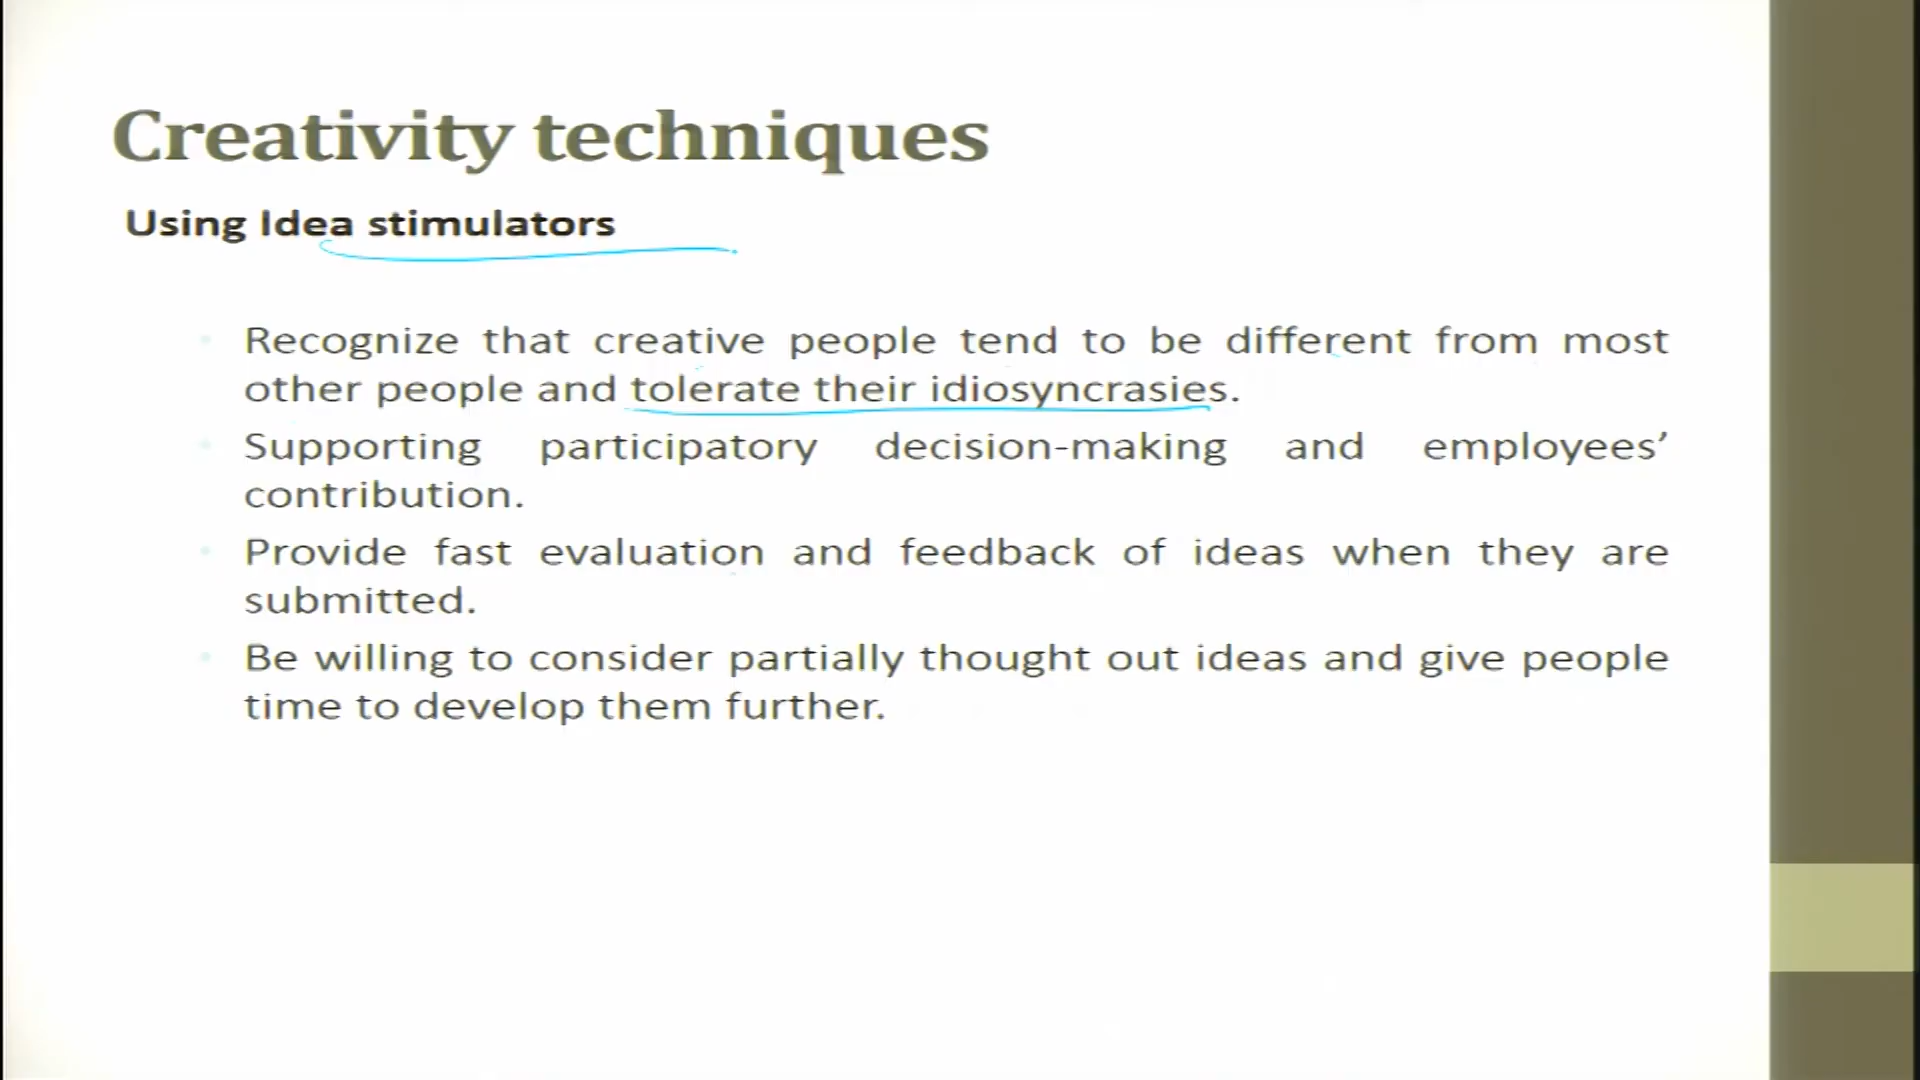 Creativity techniques
Using Idea stimulators
Recognize that creative people tend to be different from most
other people and tolerate their idiosyncrasies.
Supporting participatory decision-making and employees’
contribution.
Provide fast evaluation and feedback of ideas when they are
submitted.
Be willing to consider partially thought out ideas and give people
time to develop them further.